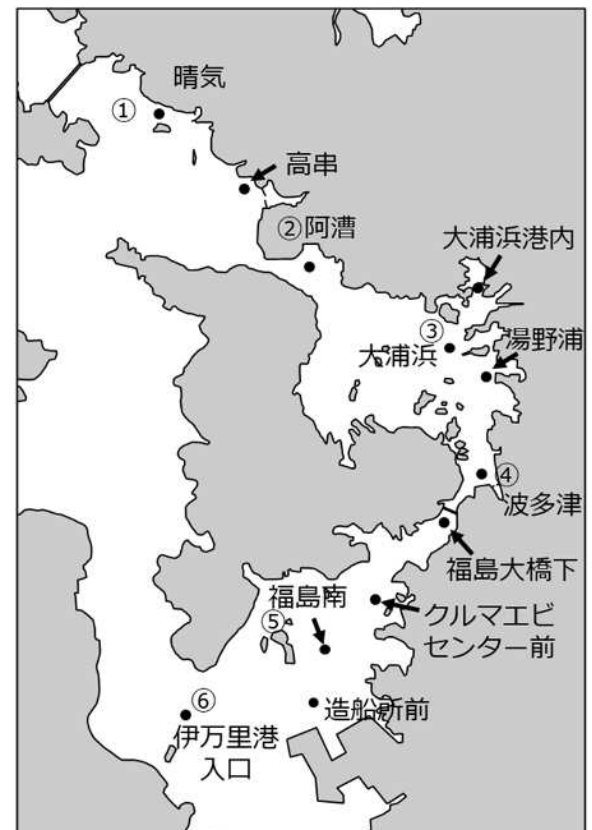 晴気
①
高串
②阿漕
大浦浜港内
③
大浦浜
湯野浦
④
波多津
福島大橋下
福島南
⑤
クルマエビ
センター前
⑥
造船所前
伊万里港
入口